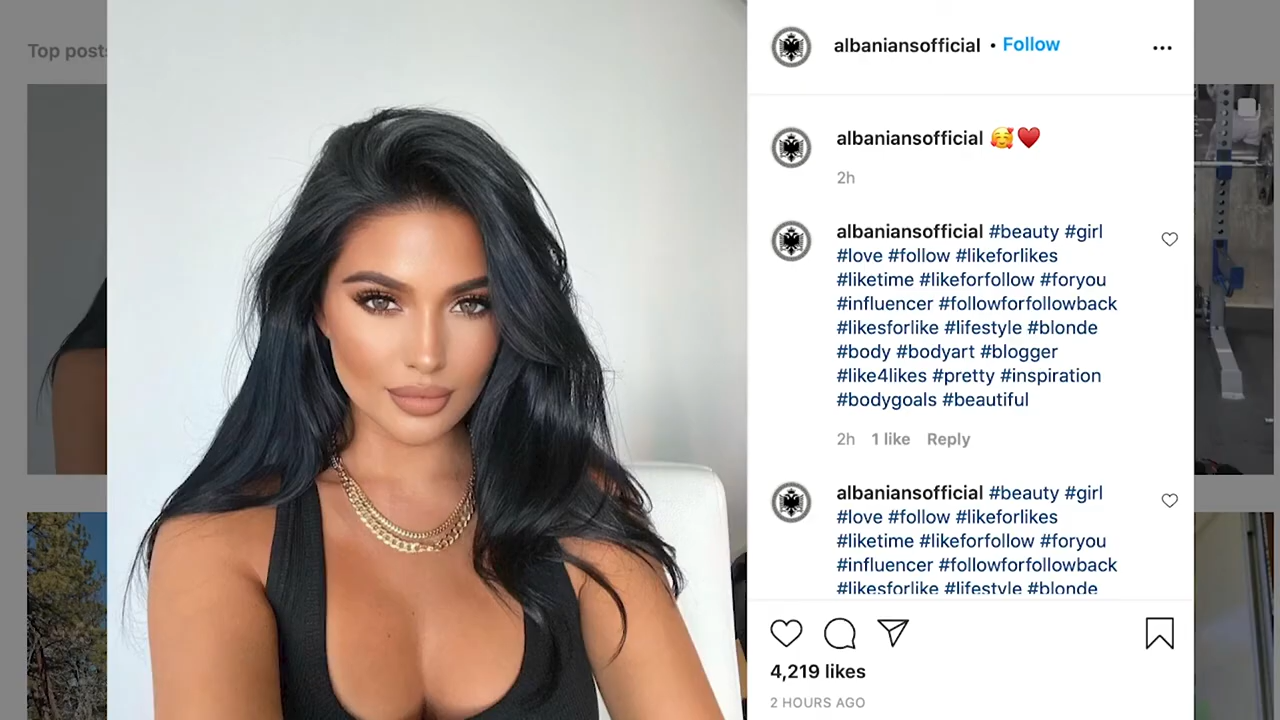 Top posts
albaniansofficial • Follow
albaniansofficial 🥰♥️
2h
albaniansofficial #beauty #girl
#love #follow #likeforlikes
#liketime #likeforfollow #foryou
#influencer #followforfollowback
#likesforlike #lifestyle #blonde
#body #bodyart #blogger
#like4likes #pretty #inspiration
#bodygoals #beautiful
2h 1 like Reply
albaniansofficial #beauty #girl
#love #follow #likeforlikes
#liketime #likeforfollow #foryou
#influencer #followforfollowback
#likesforlike #lifestyle #blonde
4,219 likes
2 HOURS AGO